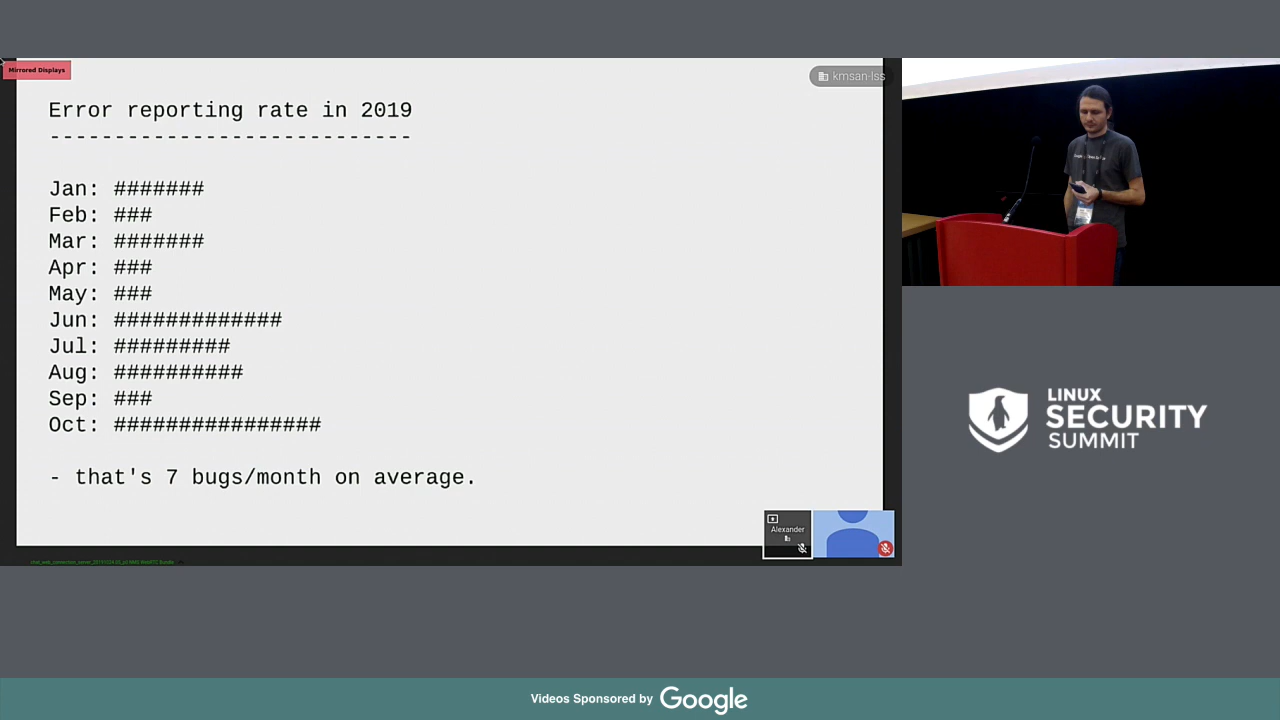 Mirrored Displays
kmsan-lss
Error reporting rate in 2019
----------------------------
Jan: #######
Feb: ###
Mar: #######
Apr: ###
May: ###
Jun: #############
Jul: #########
Aug: ##########
Sep: ###
Oct: ################
- that's 7 bugs/month on average.
Alexander
LINUX
SECURITY
SUMMIT
Videos Sponsored by Google